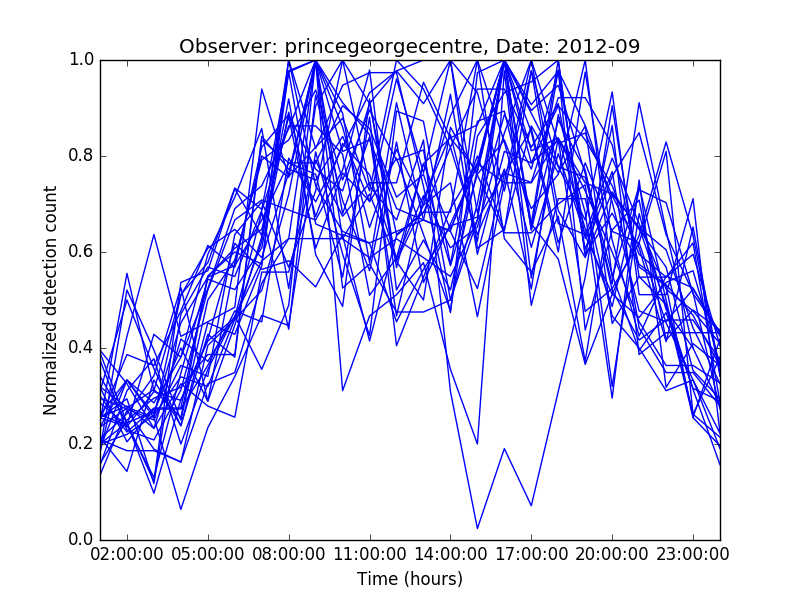 Observer: princegeorgecentre, Date: 2012-09
1.0
0.8
0.6
0.4
0.2
0.0
Normalized detection count
02:00:00 05:00:00 08:00:00 11:00:00 14:00:00 17:00:00 20:00:00 23:00:00
Time (hours)